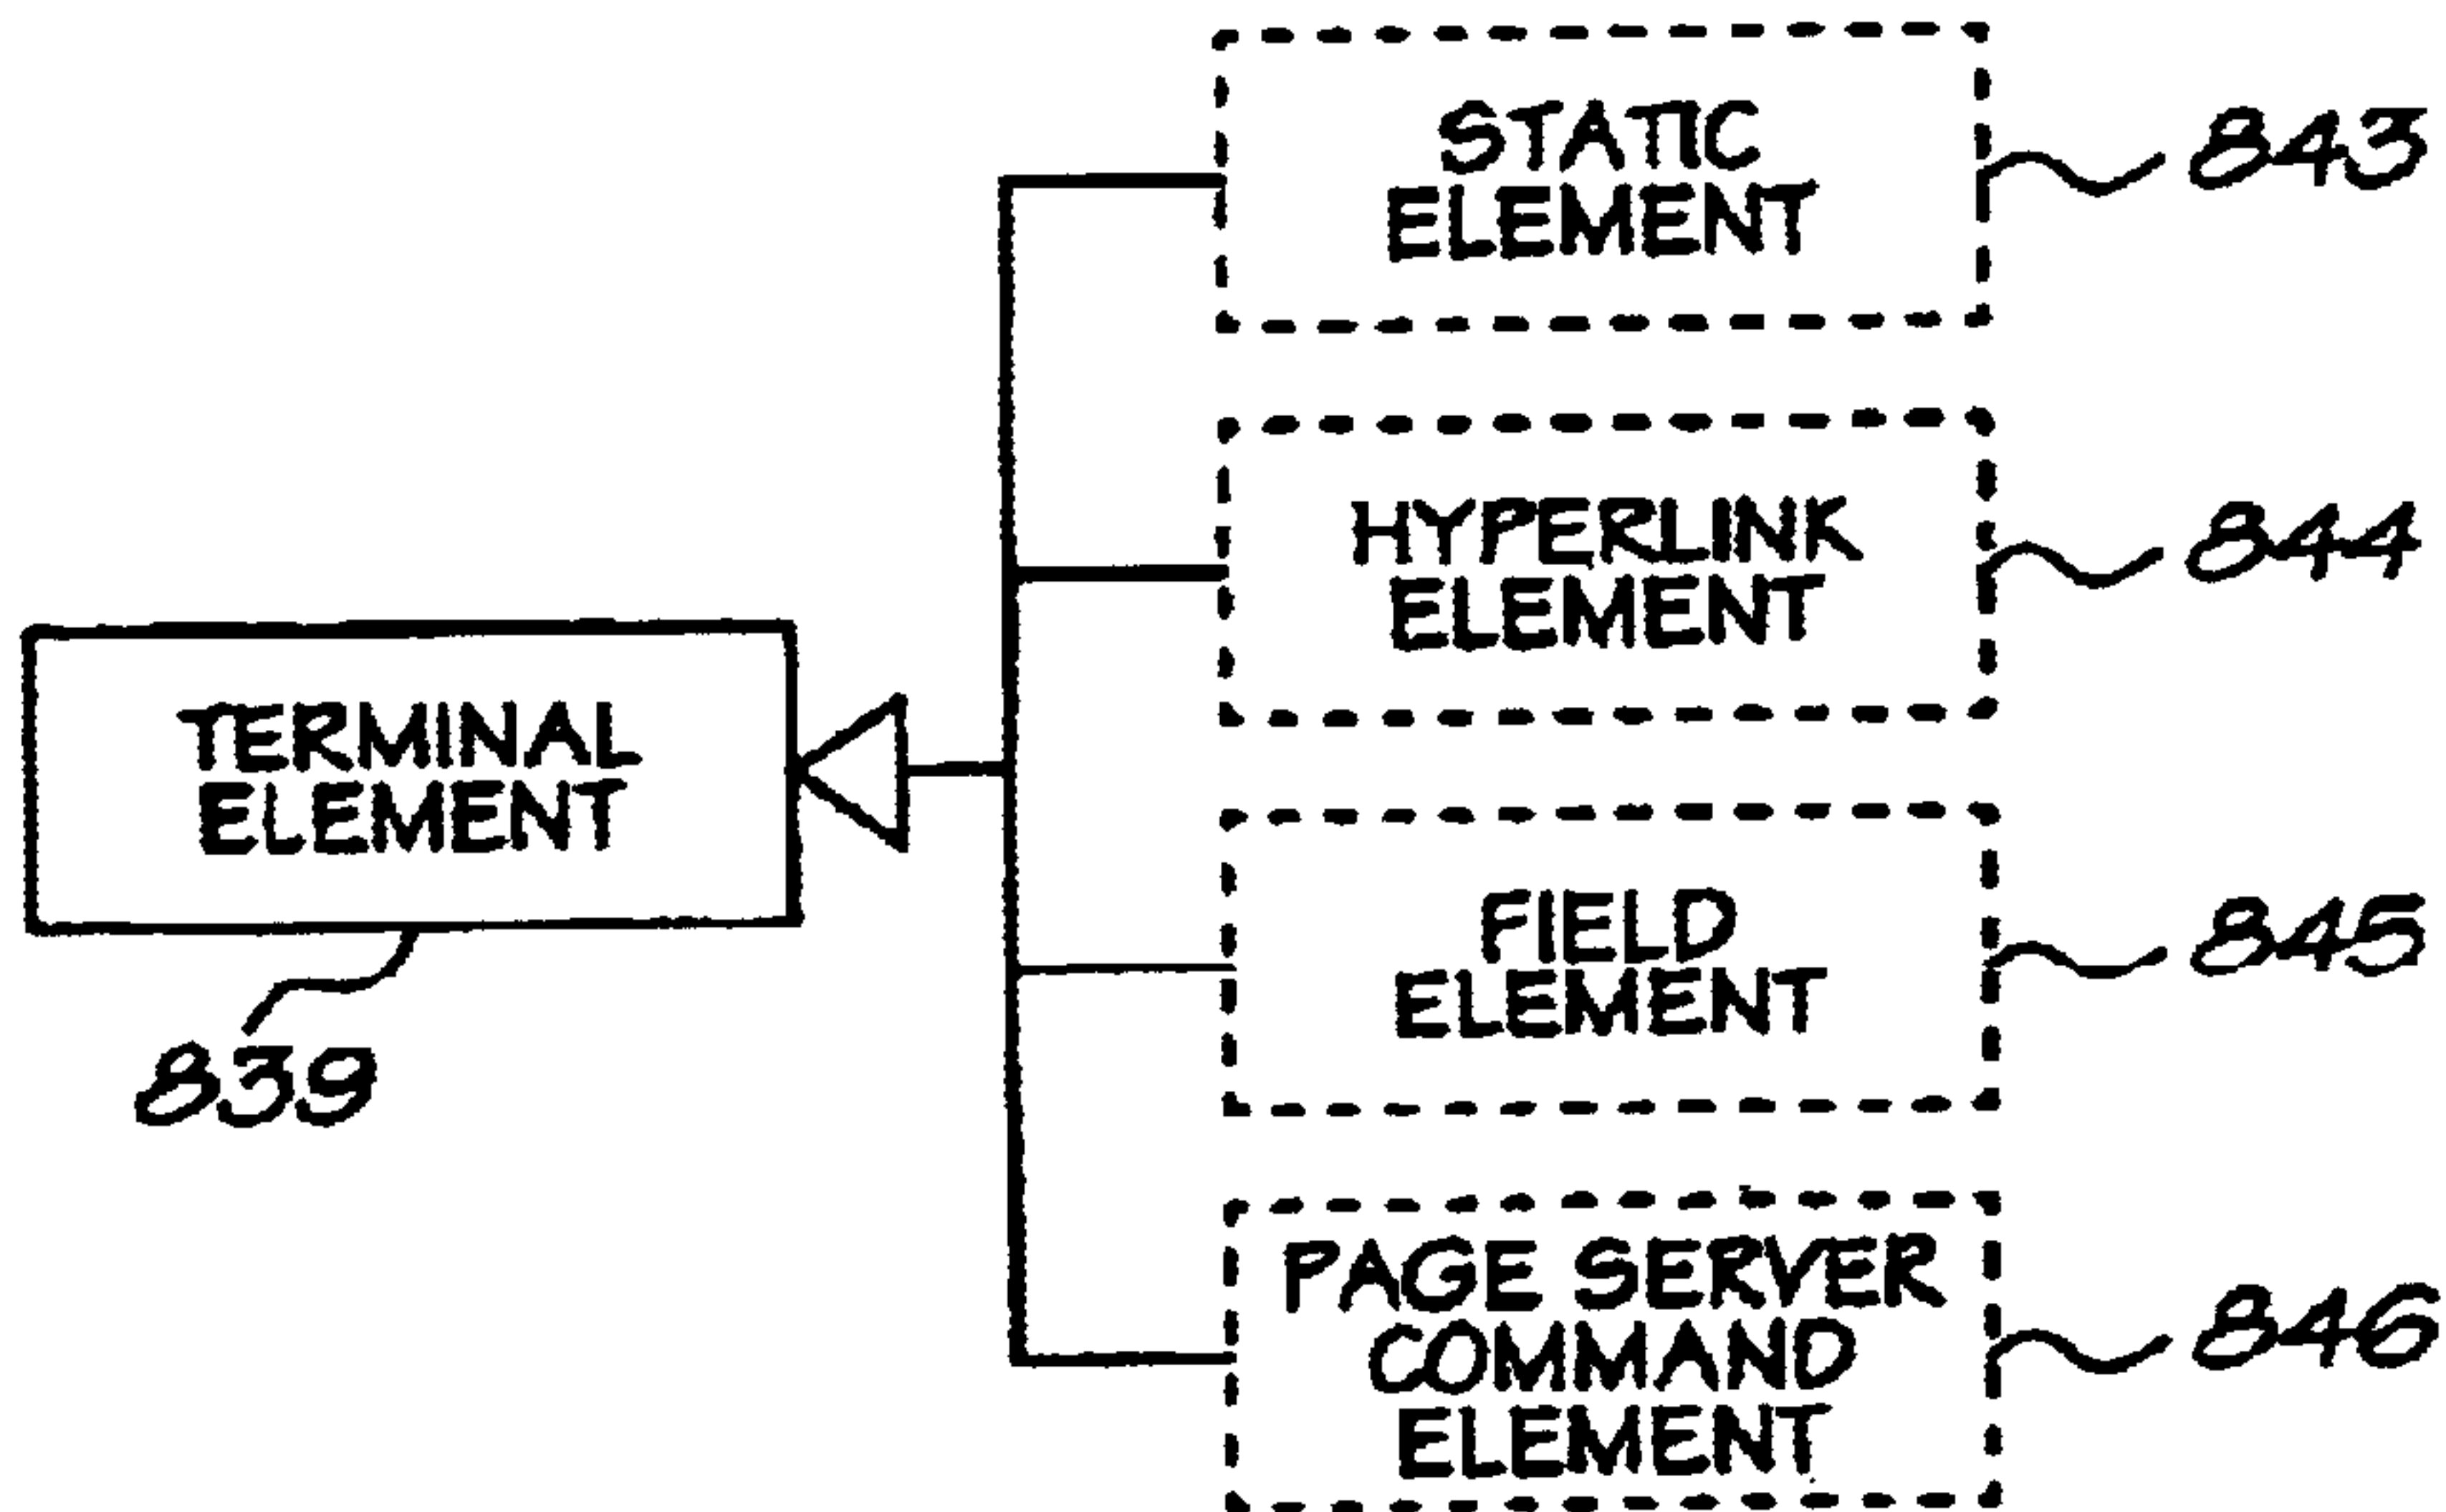 STATIC
ELEMENT
843
HYPERLINK
ELEMENT
844
TERMINAL
ELEMENT
839
FIELD
ELEMENT
845
PAGE SERVER
COMMAND
ELEMENT
846